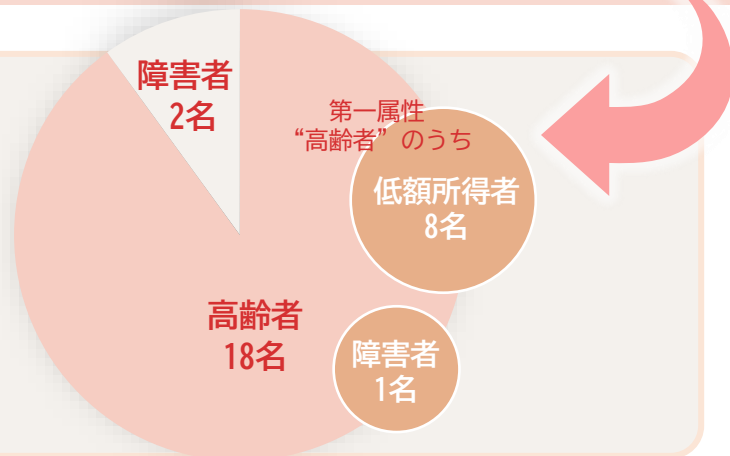 障害者
2名
第一属性
“高齢者”のうち
低額所得者
8名
高齢者
18名
障害者
1名